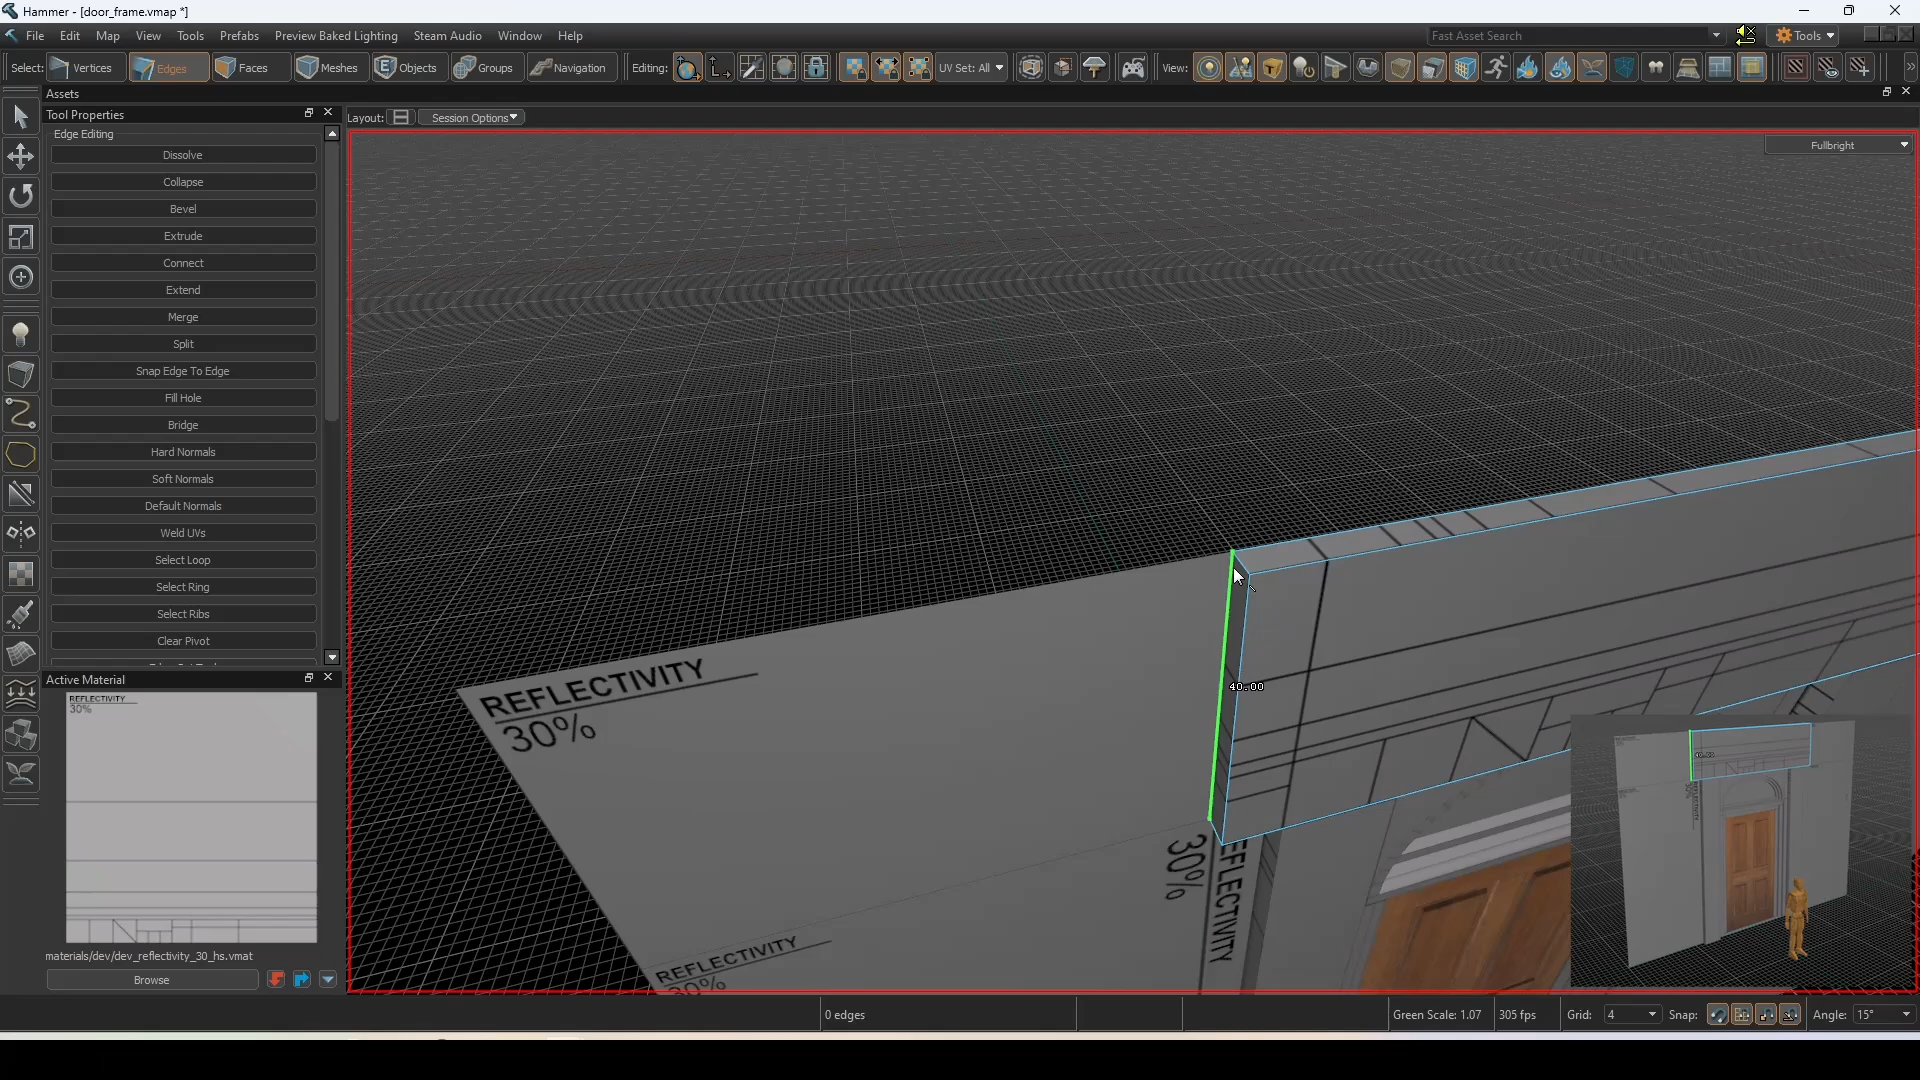 Hammer - [door_frame.vmap *]
File Edit Map View Tools Prefabs Preview Baked Lighting Steam Audio Window Help
Fast Asset Search
Tools
Select: Vertices Edges Faces Meshes Objects Groups Navigation Editing: UV Set: All View:
Assets
Tool Properties
Layout: Session Options
Edge Editing
Fullbright
Dissolve
Collapse
Bevel
Extrude
Connect
Extend
Merge
Split
Snap Edge To Edge
Fill Hole
Bridge
Hard Normals
Soft Normals
Default Normals
Weld UVs
Select Loop
Select Ring
Select Ribs
Clear Pivot
Active Material
REFLECTIVITY
30%
materials/dev/dev_reflectivity_30_hs.vmat
Browse
REFLECTIVITY
30%
40.00
30%
REFLECTIVITY
REFLECTIVITY
30%
0 edges
Green Scale: 1.07
305 fps
Grid: 4
Snap:
Angle: 15°